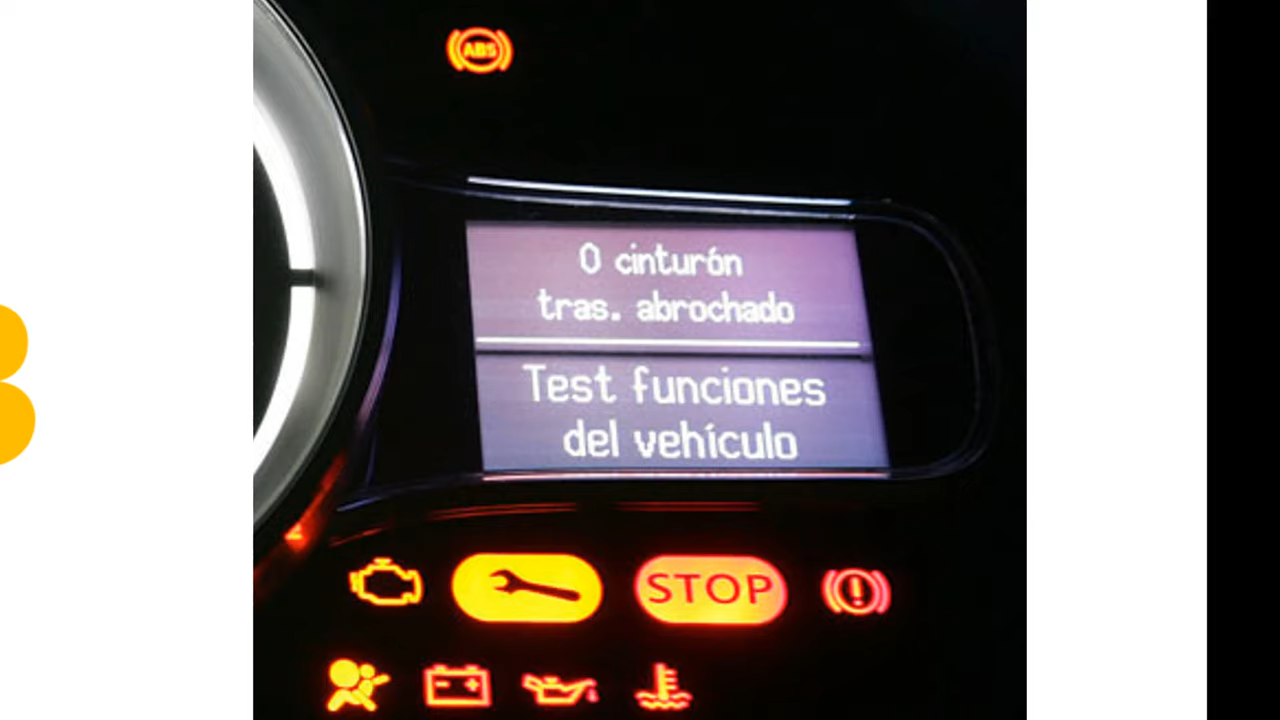 ABS
0 cinturón
tras. abrochado
Test funciones
del vehículo
STOP